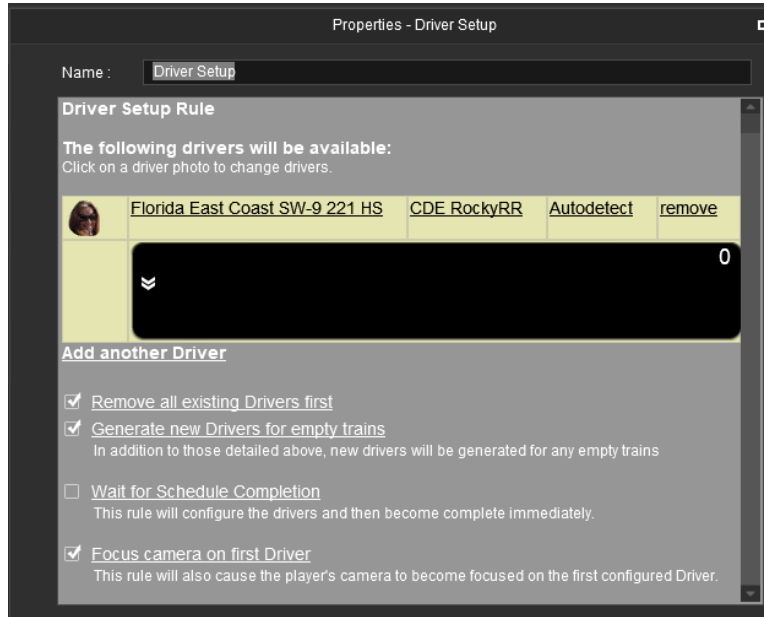 Properties - Driver Setup
Name :
Driver Setup
Driver Setup Rule
The following drivers will be available:
Click on a driver photo to change drivers.
Florida East Coast SW-9 221 HS CDE RockyRR Autodetect remove
0
Add another Driver
Remove all existing Drivers first
Generate new Drivers for empty trains
In addition to those detailed above, new drivers will be generated for any empty trains
Wait for Schedule Completion
This rule will configure the drivers and then become complete immediately.
Focus camera on first Driver
This rule will also cause the player's camera to become focused on the first configured Driver.